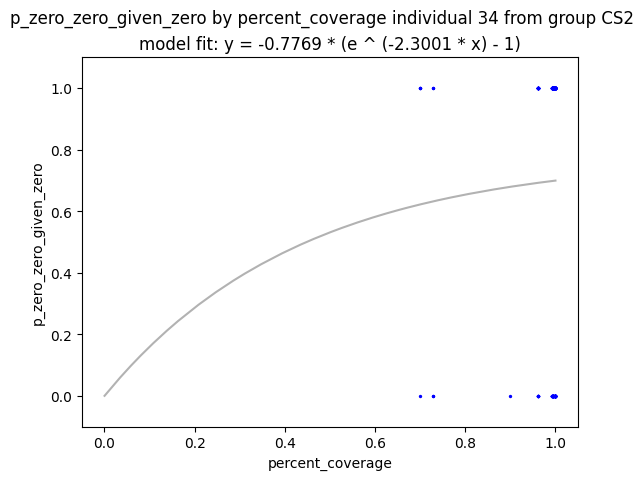 p_zero_zero_given_zero by percent_coverage individual 34 from group CS2
model fit: y = -0.7769 * (e ^ (-2.3001 * x) - 1)
1.0
0.8
0.6
0.4
0.2
0.0
p_zero_zero_given_zero
0.0 0.2 0.4 0.6 0.8 1.0
percent_coverage